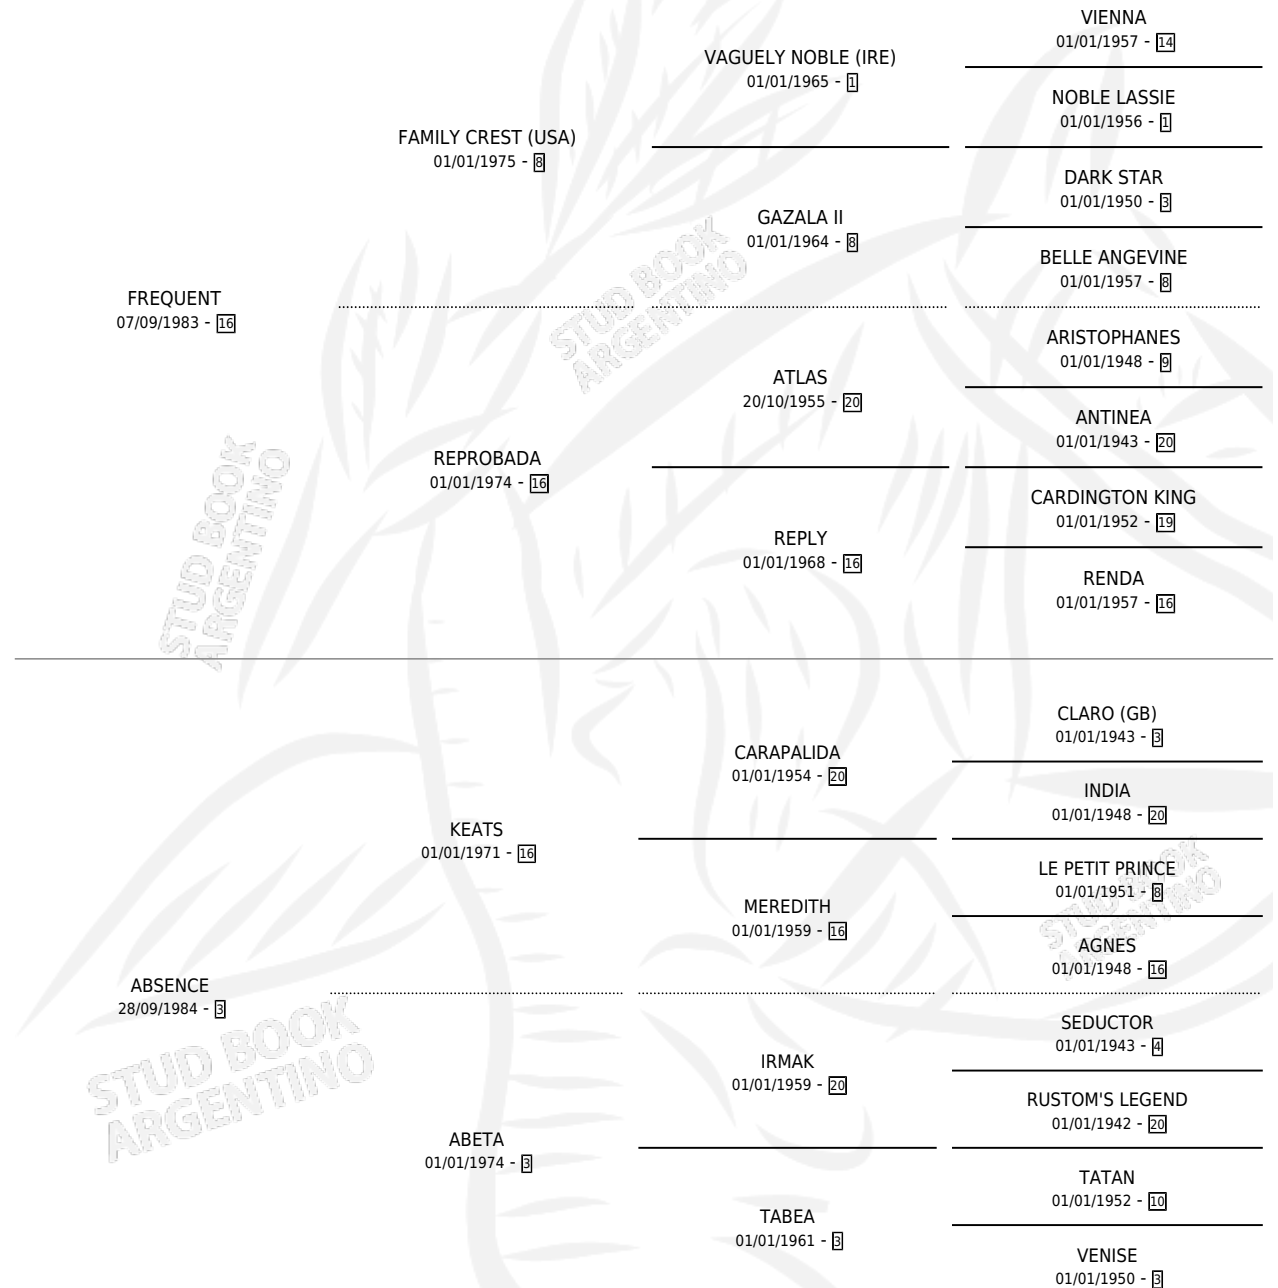 VIENNA
01/01/1957 - 14
VAGUELY NOBLE (IRE)
01/01/1965 - 1
NOBLE LASSIE
01/01/1956 - 1
FAMILY CREST (USA)
01/01/1975 - 8
DARK STAR
01/01/1950 - 3
GAZALA II
01/01/1964 - 8
BELLE ANGEVINE
01/01/1957 - 8
FREQUENT
07/09/1983 - 16
ARISTOPHANES
01/01/1948 - 9
ATLAS
20/10/1955 - 20
ANTINEA
01/01/1943 - 20
REPROBADA
01/01/1974 - 16
CARDINGTON KING
01/01/1952 - 19
REPLY
01/01/1968 - 16
RENDA
01/01/1957 - 16
STUD BOOK
ARGENTINO
STUD BOOK
ARGENTINO
CLARO (GB)
01/01/1943 - 3
CARAPALIDA
01/01/1954 - 20
INDIA
01/01/1948 - 20
KEATS
01/01/1971 - 16
LE PETIT PRINCE
01/01/1951 - 8
MEREDITH
01/01/1959 - 16
AGNES
01/01/1948 - 16
STUD BOOK
ARGENTINO
ABSENCE
28/09/1984 - 3
SEDUCTOR
01/01/1943 - 4
IRMAK
01/01/1959 - 20
RUSTOM'S LEGEND
01/01/1942 - 20
STUD BOOK
ARGENTINO
ABETA
01/01/1974 - 3
TATAN
01/01/1952 - 10
TABEA
01/01/1961 - 3
VENISE
01/01/1950 - 3